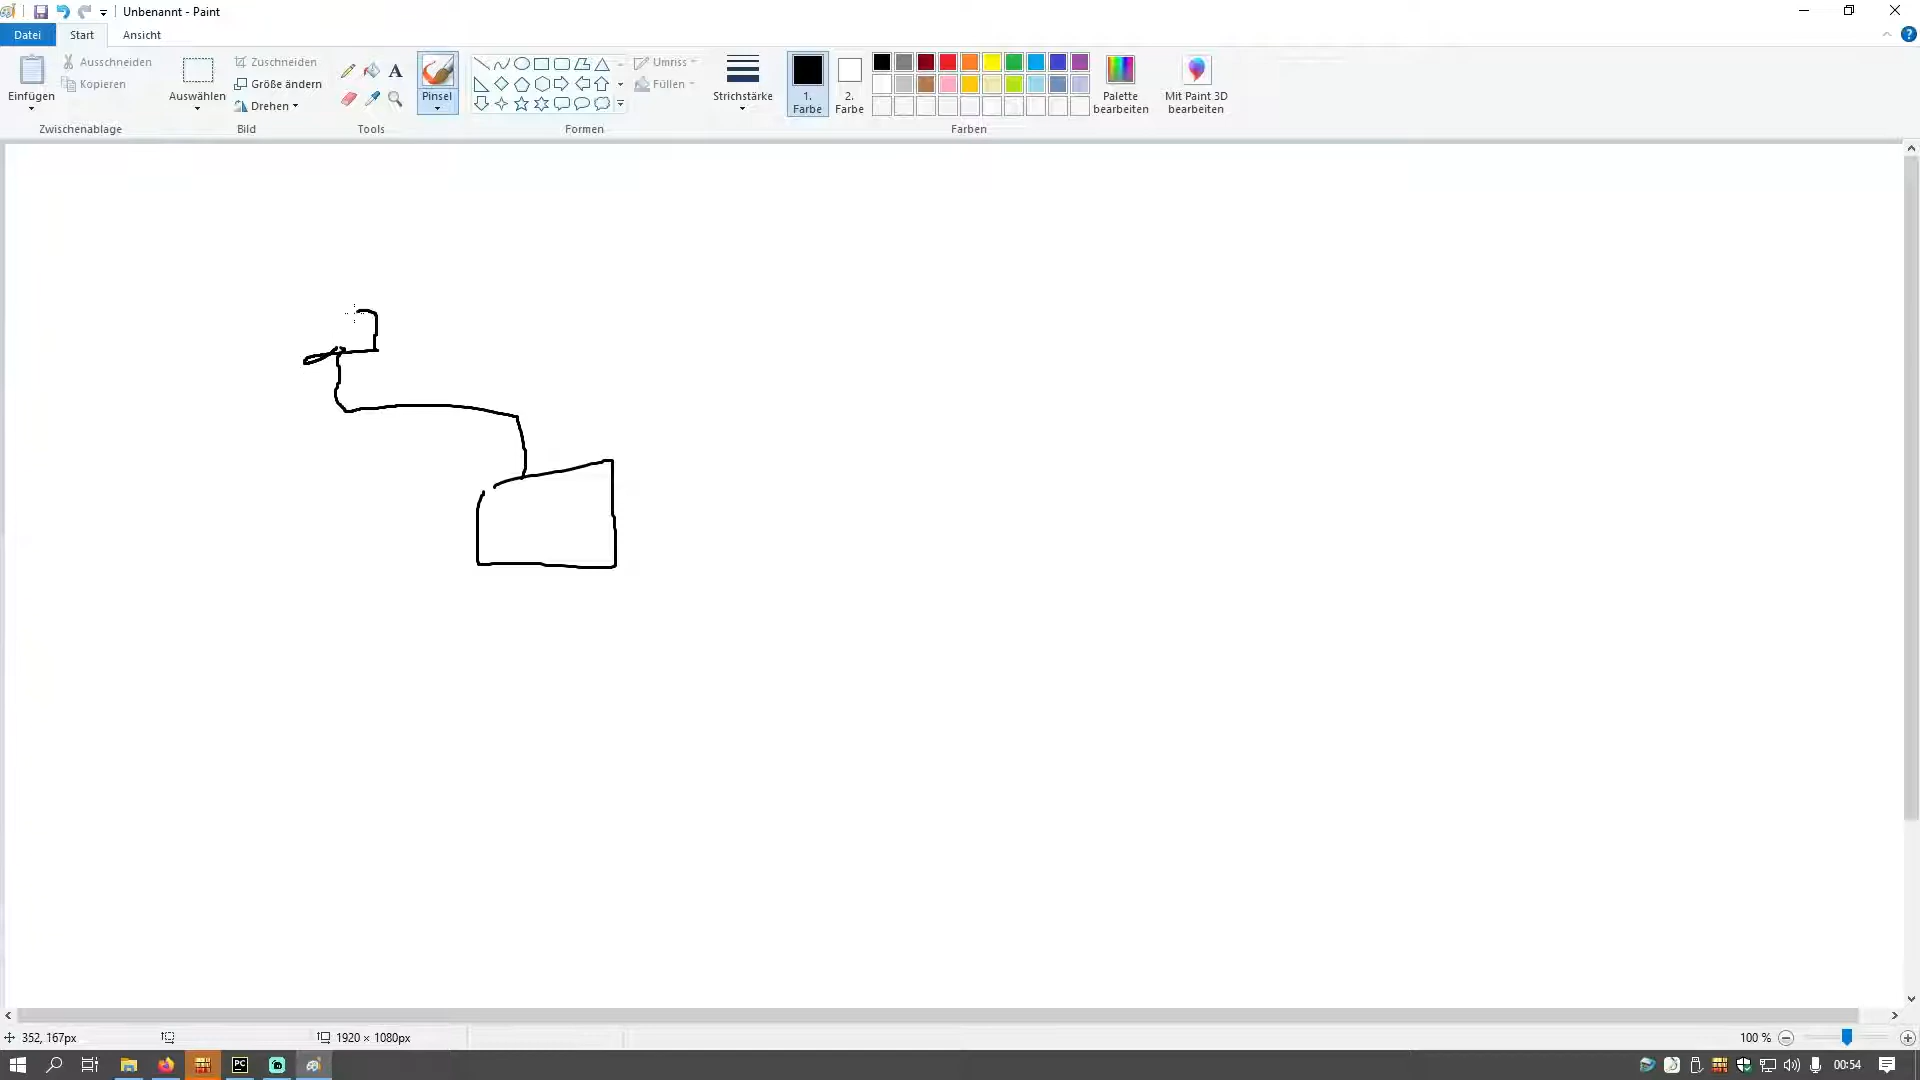 Unbenannt - Paint
Datei Start Ansicht
Einfügen
Ausschneiden
Kopieren
Zwischenablage
Auswählen
Zuschneiden
Größe ändern
Drehen
Bild
A
Tools
Pinsel
Formen
Umriss
Füllen
Strichstärke
1.
Farbe
2.
Farbe
Farben
Palette
bearbeiten
Mit Paint 3D
bearbeiten
352, 167px
1920 × 1080px
100 %
PC
00:54